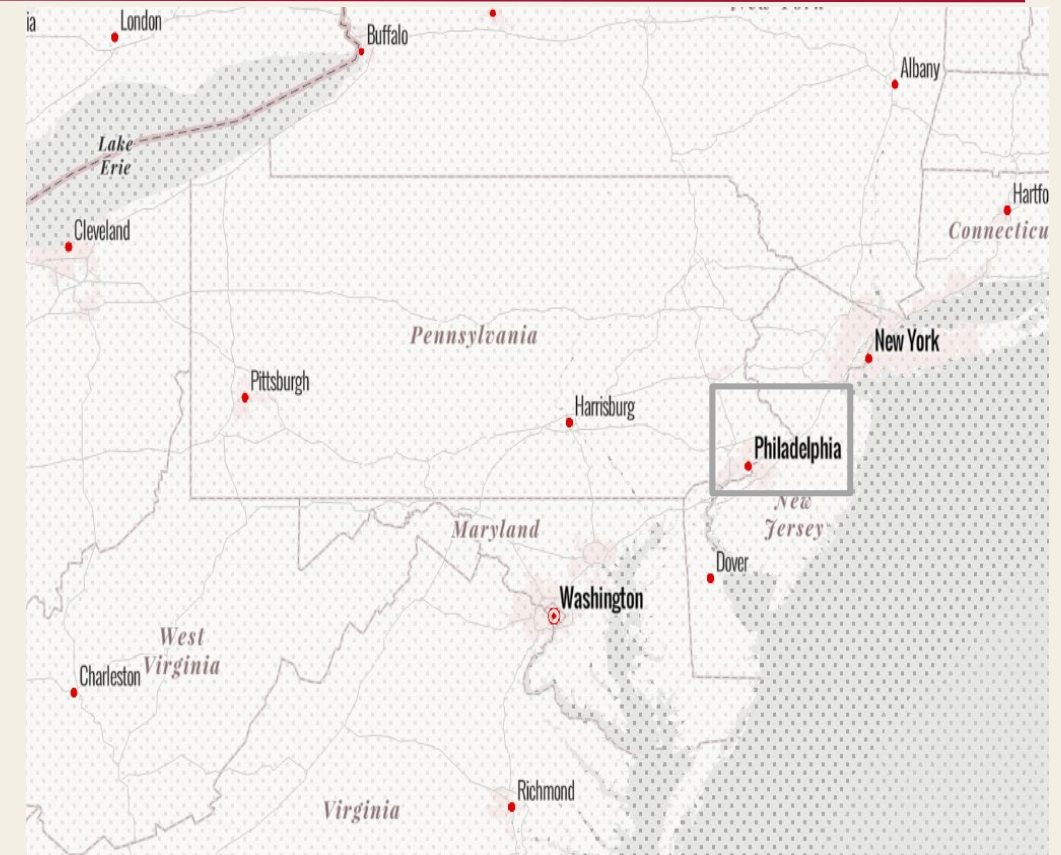 ia
London
Buffalo
Albany
Lake
Erie
Hartfo
Cleveland
Connecticu
Pennsylvania
New York
Pittsburgh
Harrisburg
Philadelphia
New
Jersey
Maryland
Dover
Washington
West
Virginia
Charleston
Richmond
Virginia